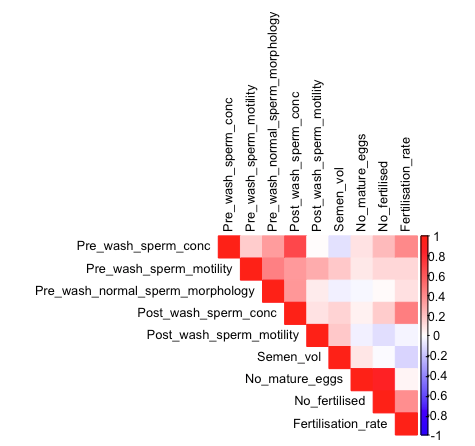 Pre_wash_sperm_conc
Pre_wash_sperm_motility
Pre_wash_normal_sperm_morphology
Post_wash_sperm_conc
Post_wash_sperm_motility
Semen_vol
No_mature_eggs
No_fertilised
Fertilisation_rate
Pre_wash_sperm_conc
Pre_wash_sperm_motility
Pre_wash_normal_sperm_morphology
Post_wash_sperm_conc
Post_wash_sperm_motility
Semen_vol
No_mature_eggs
No_fertilised
Fertilisation_rate
1
0.8
0.6
0.4
0.2
0
-0.2
-0.4
-0.6
-0.8
-1